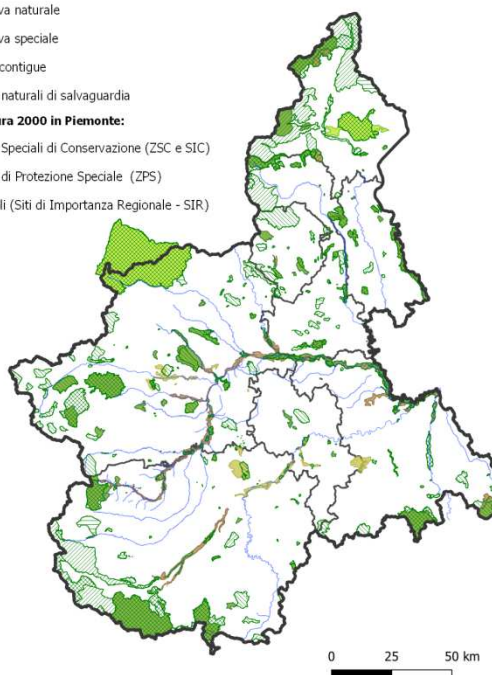 va naturale
va speciale
contigue
naturali di salvaguardia
ura 2000 in Piemonte:
Speciali di Conservazione (ZSC e SIC)
di Protezione Speciale (ZPS)
li (Siti di Importanza Regionale - SIR)
0 25 50 km